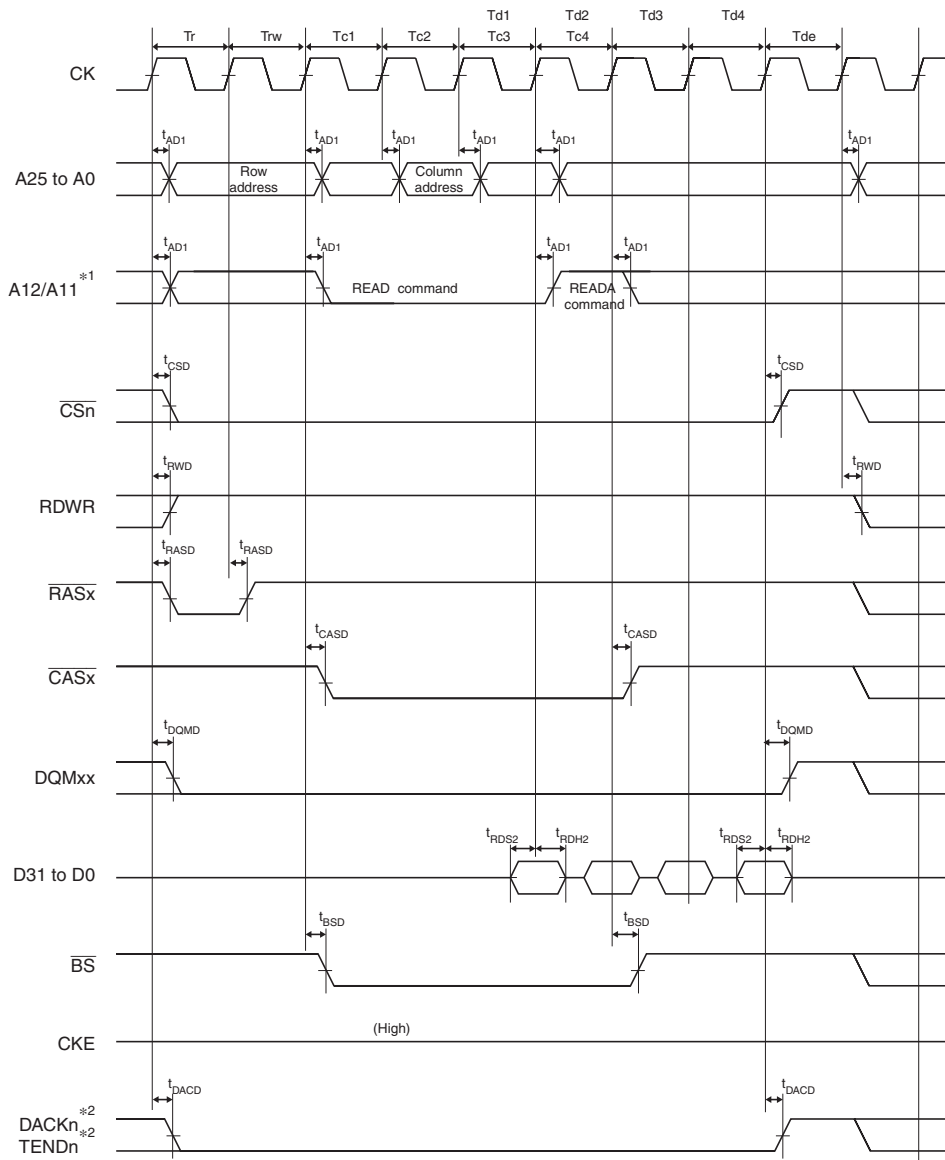 Td1 Td2 Td3 Td4
Tr Trw Tc1 Tc2 Tc3 Tc4 Tde
CK
tAD1 tAD1 tAD1 tAD1 tAD1 tAD1
A25 to A0
Row address
Column address
tAD1 tAD1 tAD1 tAD1
A12/A11 *1
READ command
READA command
tCSD tCSD
CSn
tRWD tRWD
RDWR
tRASD tRASD
RASx
tCASD tCASD
CASx
tDQMD tDQMD
DQMxx
tRDS2 tRDH2 tRDS2 tRDH2
D31 to D0
tBSD tBSD
BS
(High)
CKE
tDACD tDACD
DACKn *2
TENDn *2